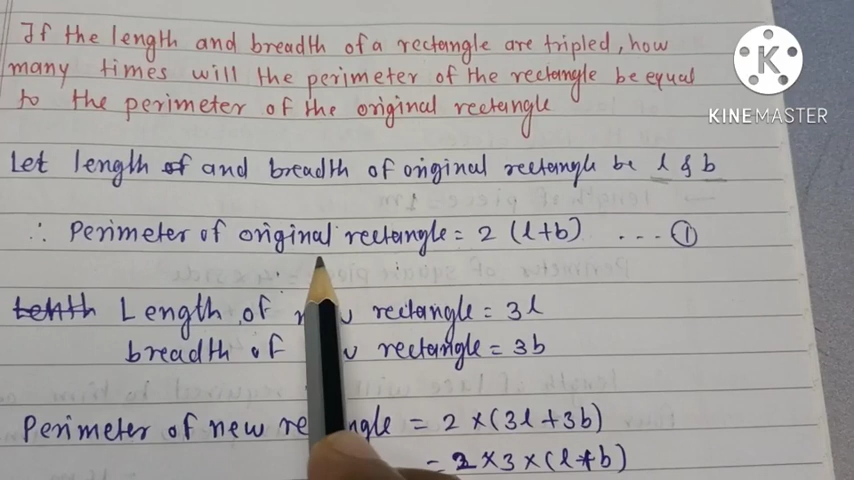 If the length and breadth of a rectangle are tripled, how
many times will the perimeter of the rectangle be equal
to the perimeter of the original rectangle
K
KINEMASTER
Let length of and breadth of original rectangle be l & b
∴ Perimeter of original rectangle = 2 (l+b) ... ①
tenth Length of rectangle = 3l
breadth of rectangle = 3b
Perimeter of new = 2 × (3l + 3b)
= 2 × 3 × (l+b)